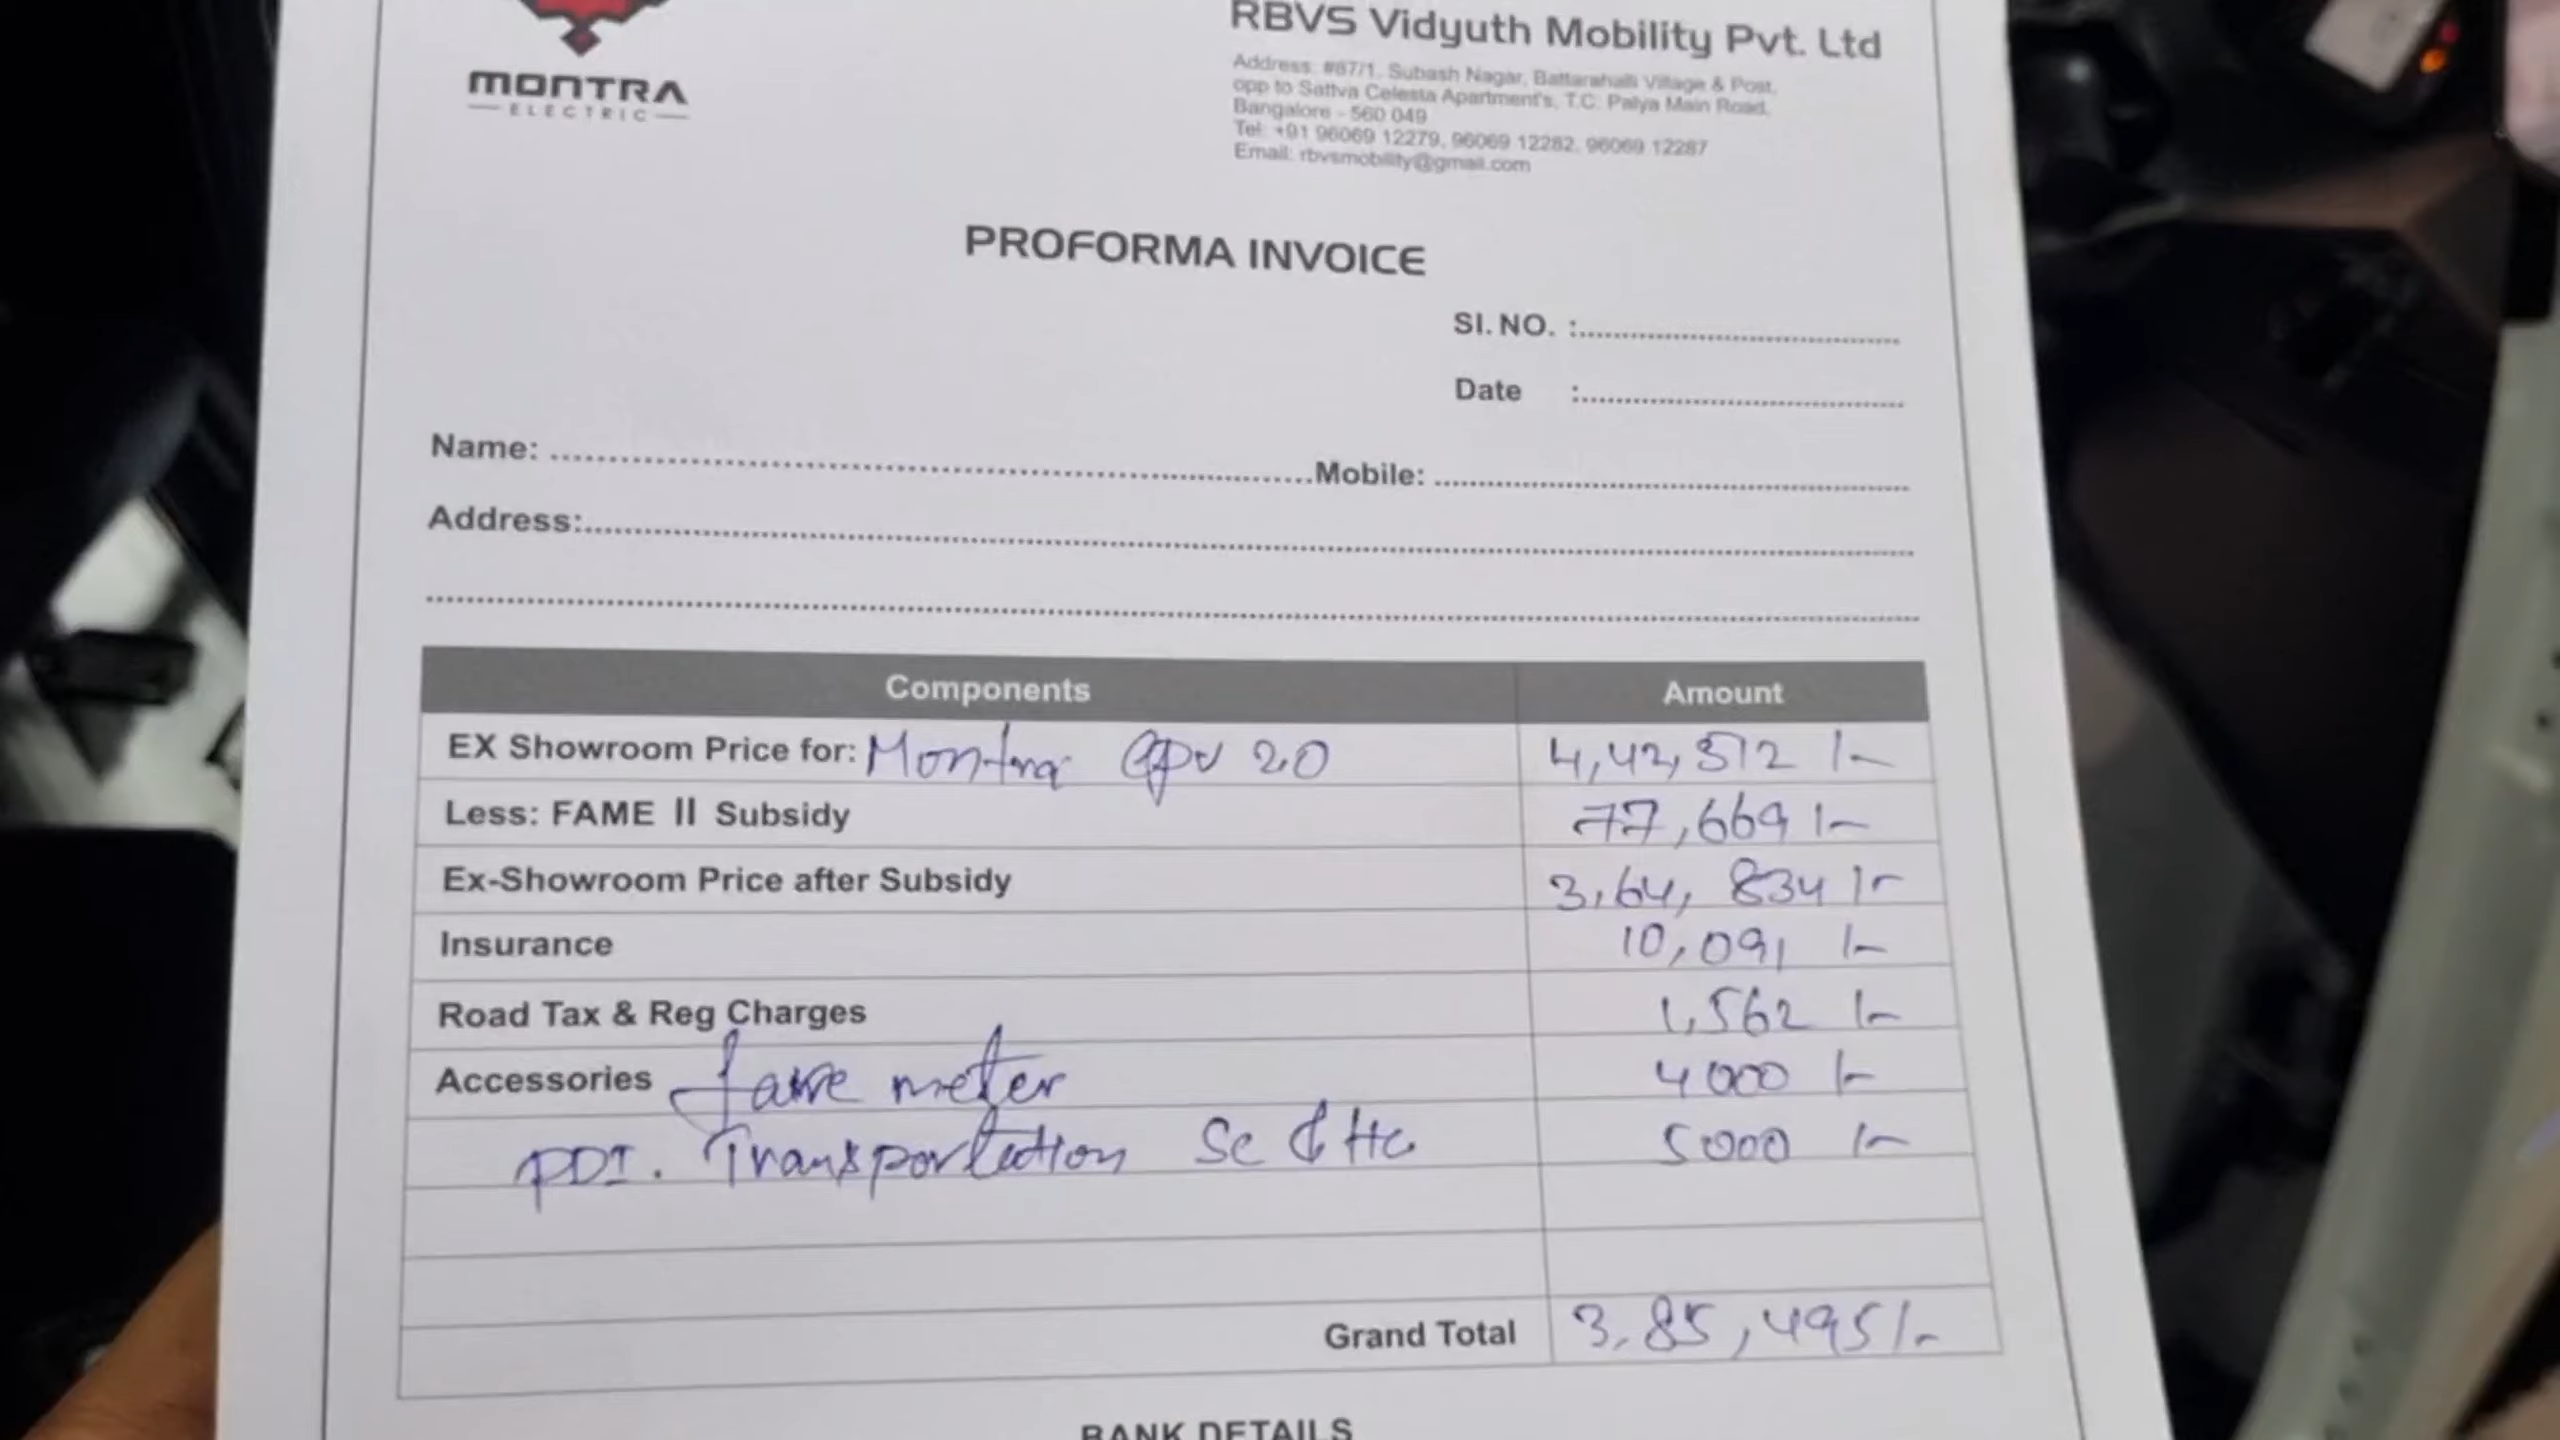 MONTRA
ELECTRIC
RBVS Vidyuth Mobility Pvt. Ltd
Address: #87/1, Subash Nagar, Battarahalli Village & Post,
opp to Sattva Celesta Apartment's, T.C. Palya Main Road,
Bangalore - 560 049
Tel: +91 96069 12279, 96069 12282, 96069 12287
Email: rbvsmobility@gmail.com
PROFORMA INVOICE
SI. NO. :
Date :
Name: Mobile:
Address:
Components Amount
EX Showroom Price for: Montra 2.0 4,42,512 /-
Less: FAME II Subsidy 77,669 /-
Ex-Showroom Price after Subsidy 3,64,834 /-
Insurance 10,091 /-
Road Tax & Reg Charges 1,562 /-
Accessories fare meter 4000 /-
PDI. Transportation Sc & Hc 5000 /-
Grand Total 3,85,495/-
BANK DETAILS